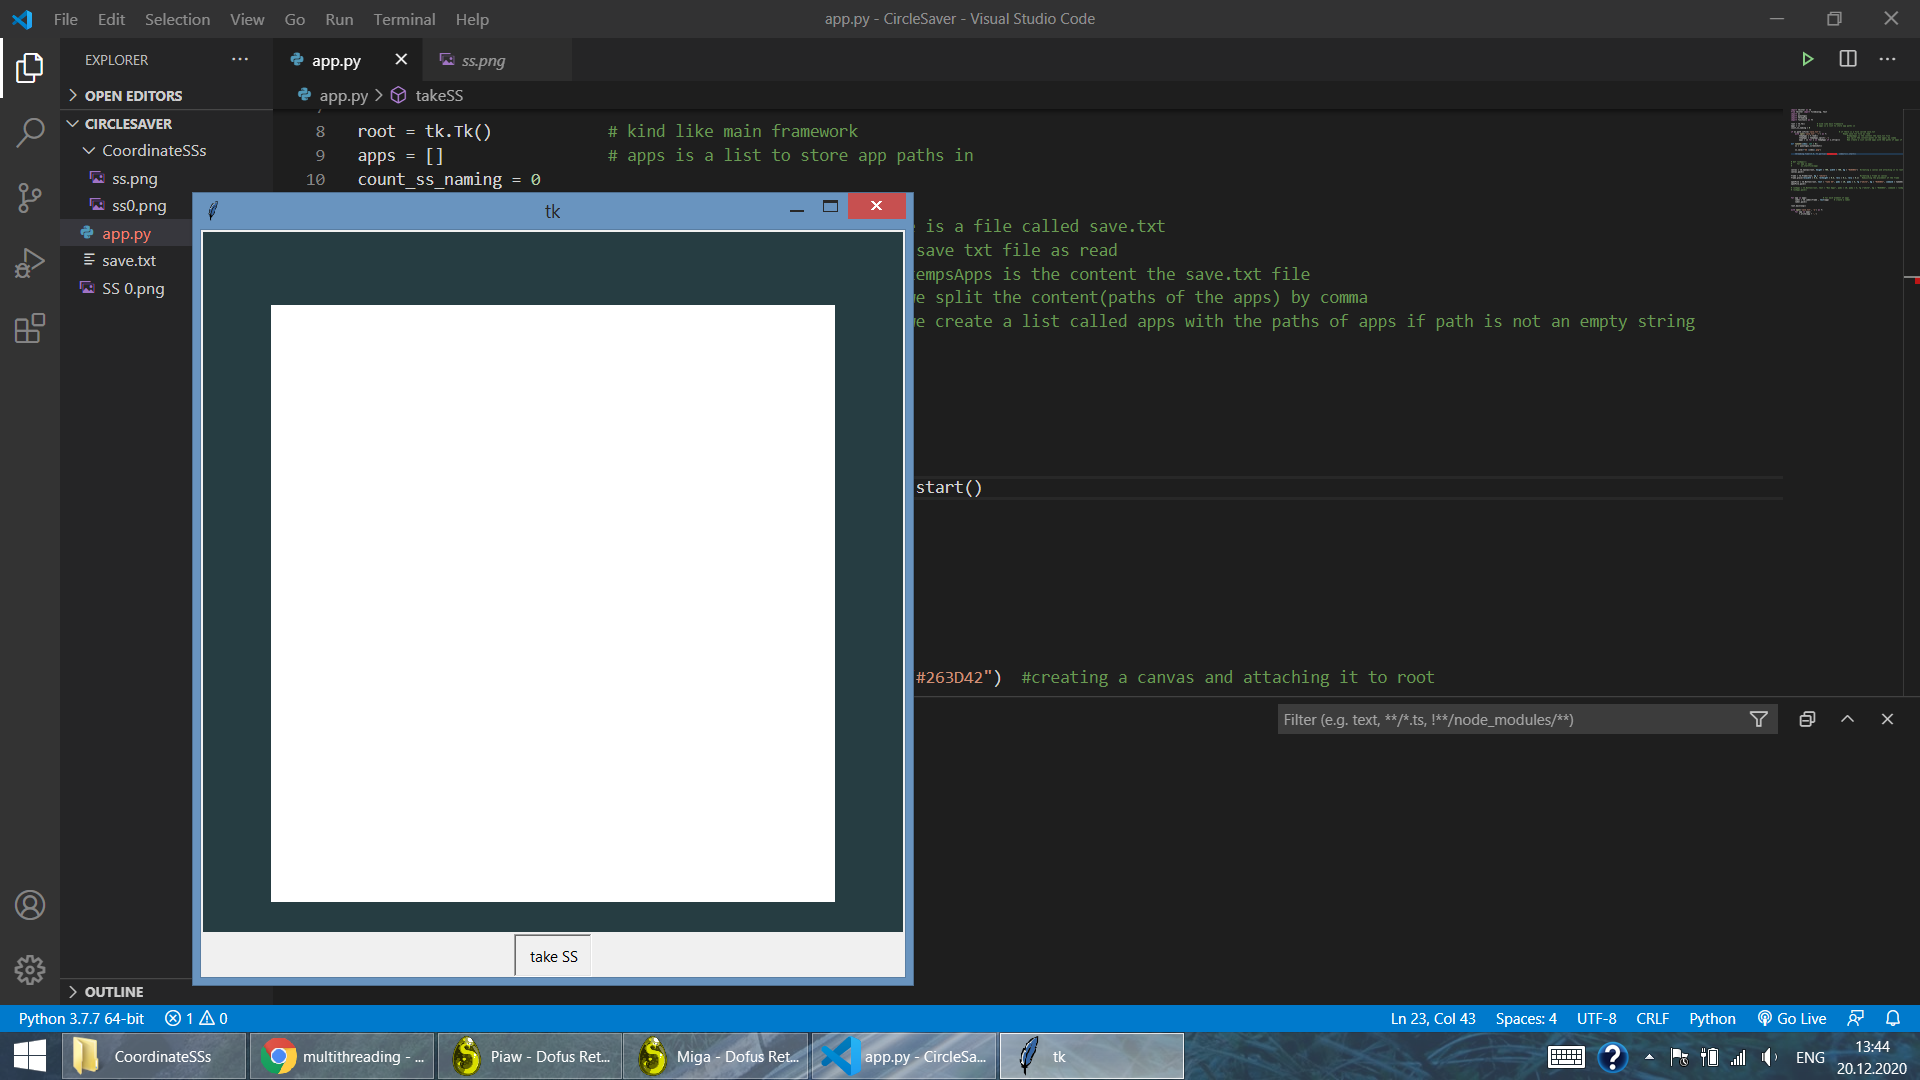 File Edit Selection View Go Run Terminal Help
app.py - CircleSaver - Visual Studio Code
EXPLORER
app.py
ss.png
OPEN EDITORS
app.py > takeSS
CIRCLESAVER
CoordinateSSs
ss.png
ss0.png
app.py
save.txt
SS 0.png
8 root = tk.Tk() # kind like main framework
9 apps = [] # apps is a list to store app paths in
10 count_ss_naming = 0
tk
is a file called save.txt
save txt file as read
tempsApps is the content the save.txt file
we split the content(paths of the apps) by comma
we create a list called apps with the paths of apps if path is not an empty string
start()
#263D42") #creating a canvas and attaching it to root
Filter (e.g. text, **/*.ts, !**/node_modules/**)
take SS
OUTLINE
Python 3.7.7 64-bit 1 0
Ln 23, Col 43 Spaces: 4 UTF-8 CRLF Python Go Live
CoordinateSSs
multithreading - ...
Piaw - Dofus Ret...
Miga - Dofus Ret...
app.py - CircleSa...
tk
ENG
13:44
20.12.2020